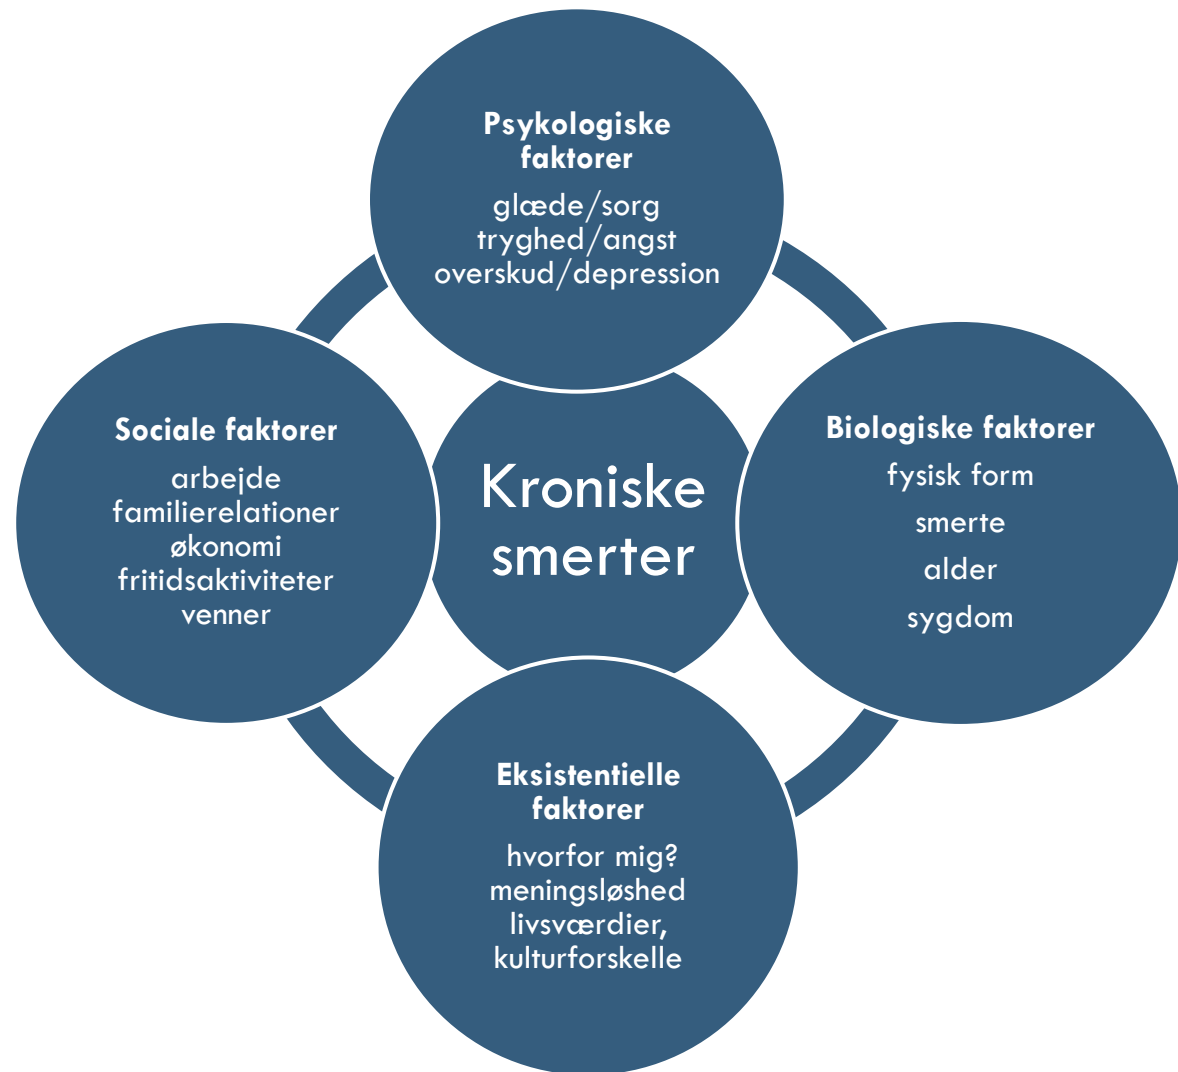 Psykologiske
faktorer
glæde/sorg
tryghed/angst
overskud/depression
Sociale faktorer
arbejde
familierelationer
økonomi
fritidsaktiviteter
venner
Kroniske
smerter
Biologiske faktorer
fysisk form
smerte
alder
sygdom
Eksistentielle
faktorer
hvorfor mig?
meningsløshed
livsværdier,
kulturforskelle